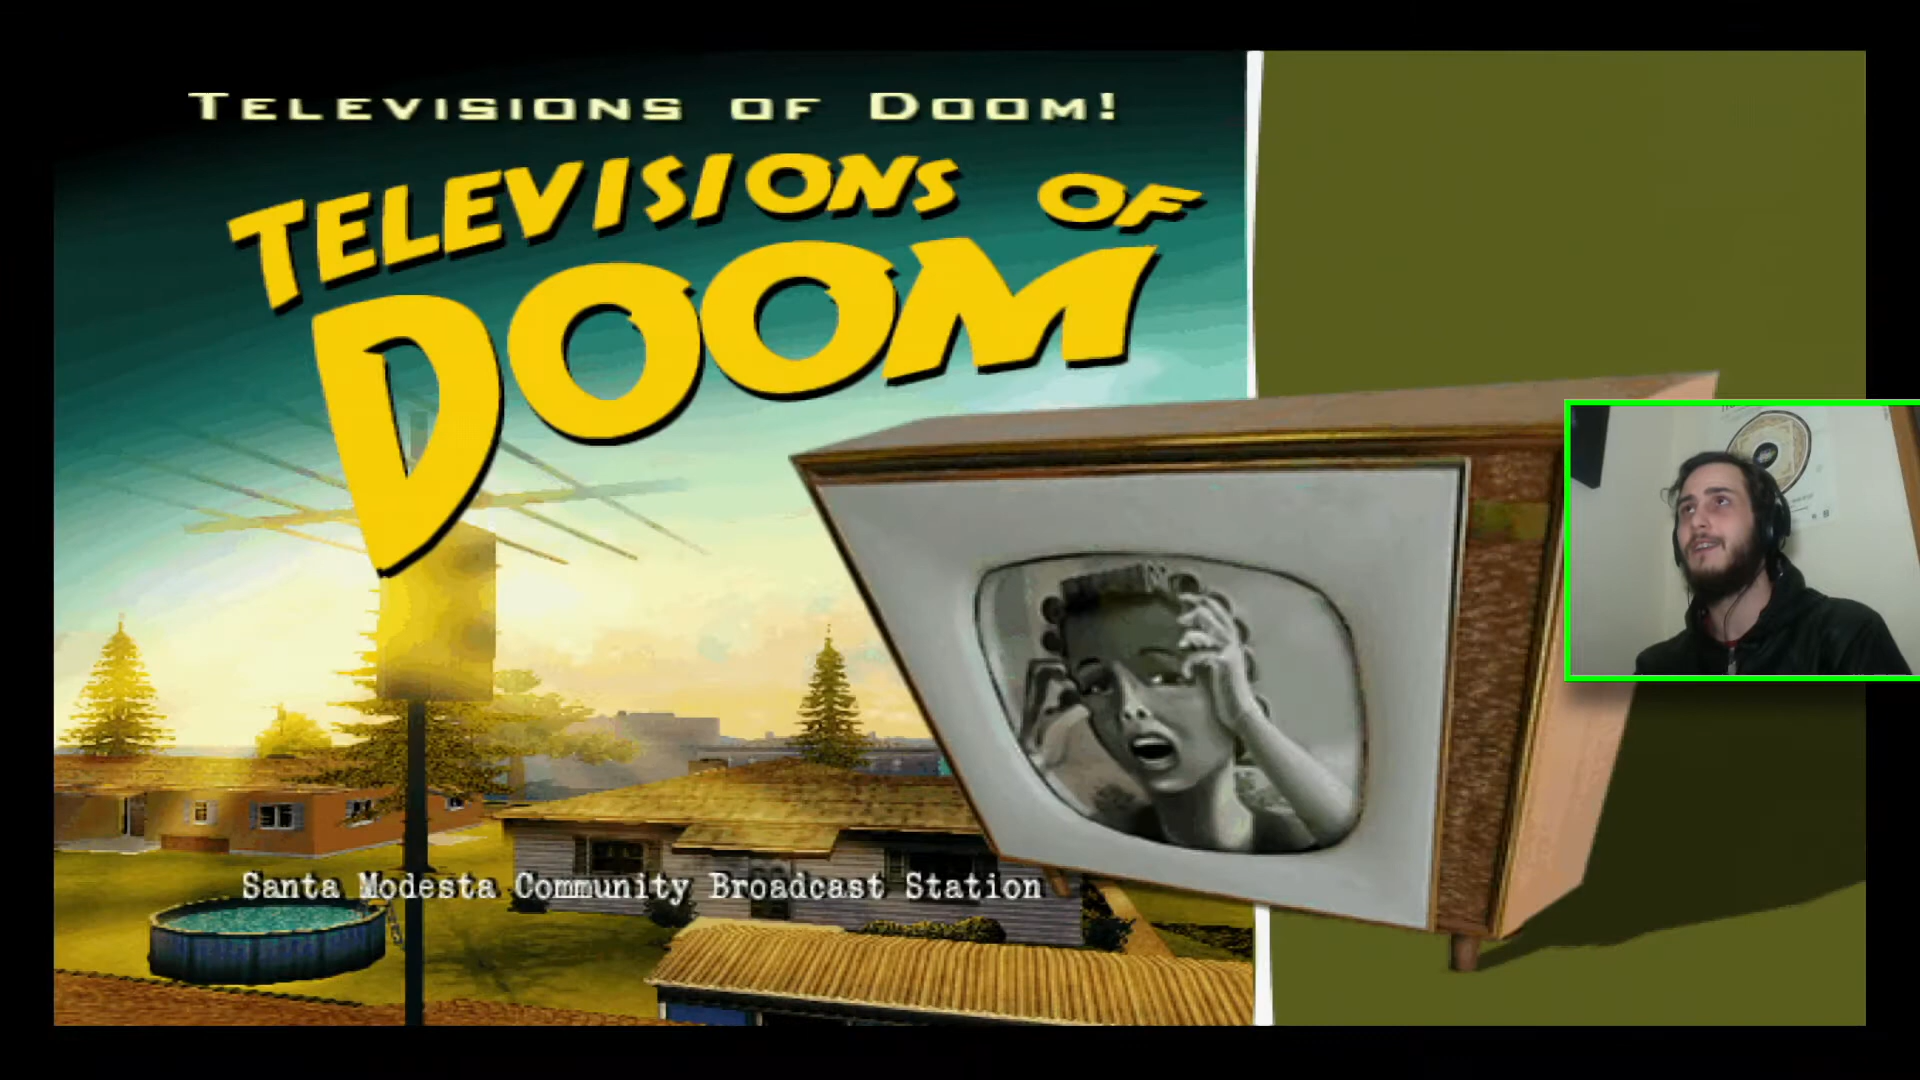 Televisions of Doom!
Televisions of
Doom
Santa Modesta Community Broadcast Station